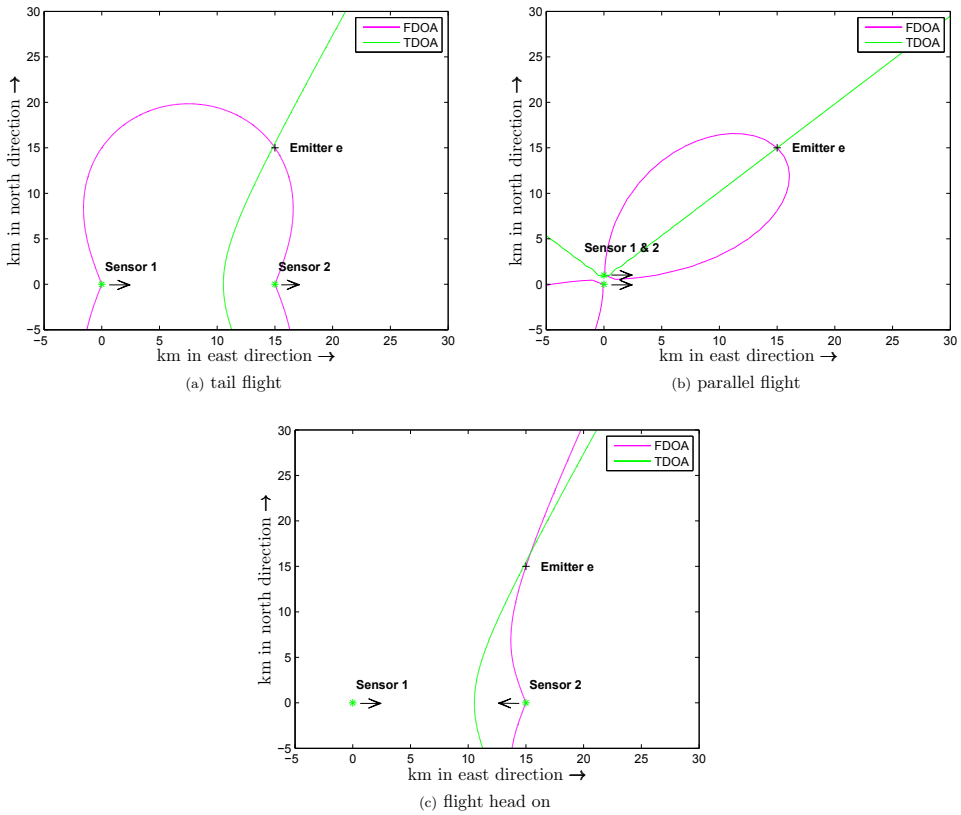 30
25
20
15
10
5
0
−5
km in north direction →
FDOA
TDOA
Emitter e
Sensor 1
Sensor 2
−5 0 5 10 15 20 25 30
km in east direction →
(a) tail flight
30
25
20
15
10
5
0
−5
km in north direction →
FDOA
TDOA
Emitter e
Sensor 1 & 2
−5 0 5 10 15 20 25 30
km in east direction →
(b) parallel flight
30
25
20
15
10
5
0
−5
km in north direction →
FDOA
TDOA
Emitter e
Sensor 1
Sensor 2
−5 0 5 10 15 20 25 30
km in east direction →
(c) flight head on